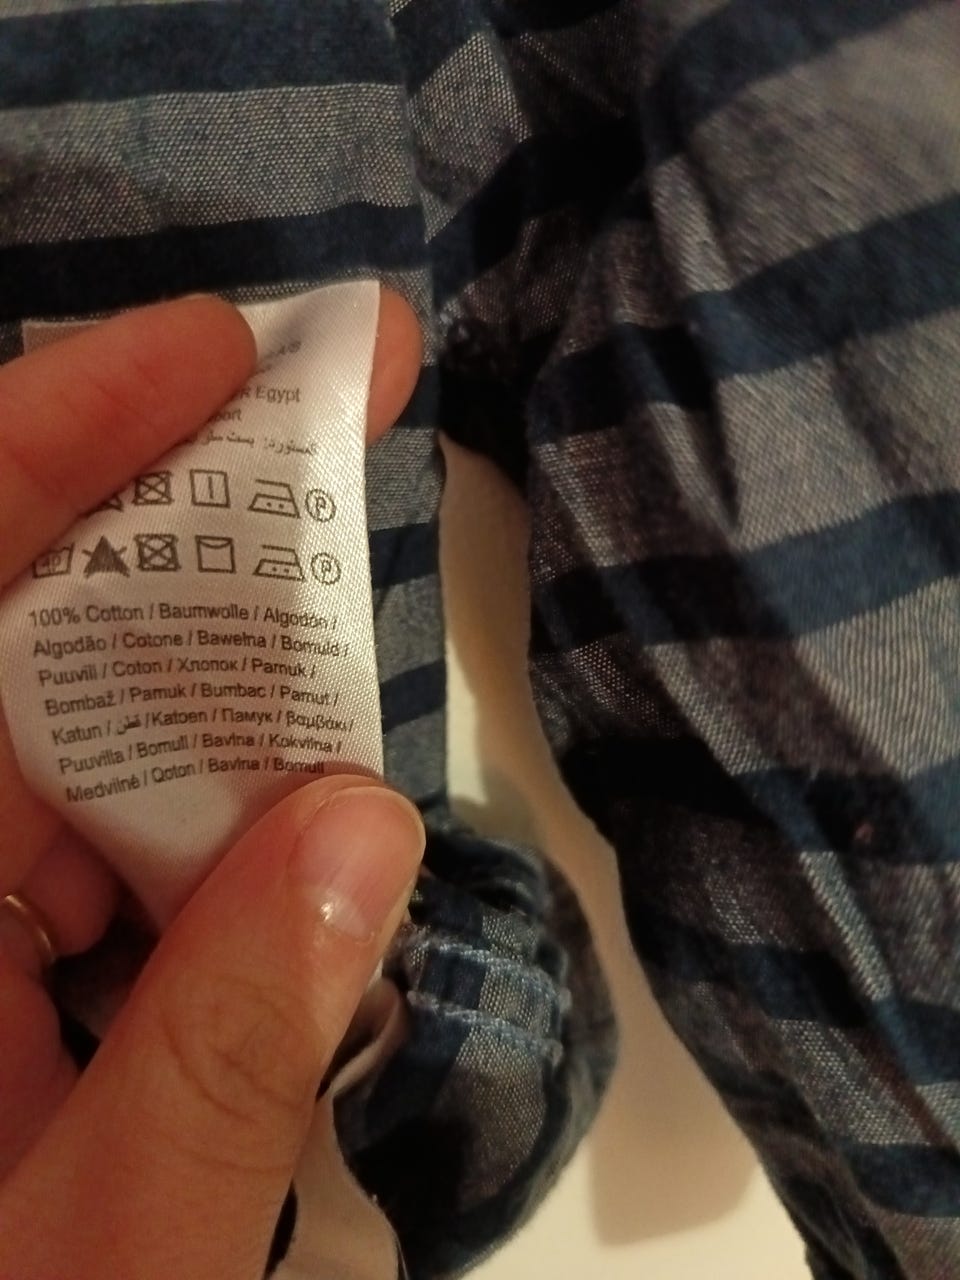 Egypt
100% Cotton / Baumwolle / Algodón /
Algodão / Cotone / Bawełna / Bomuld /
Puuvill / Coton / Хлопок / Pamuk /
Bombaž / Pamuk / Bumbac / Pamut /
Katun / قطن / Katoen / Памук / βαμβάκι /
Puuvilla / Bomull / Bavlna / Kokvilna /
Medvilnė / Qoton / Bavlna / Bomull